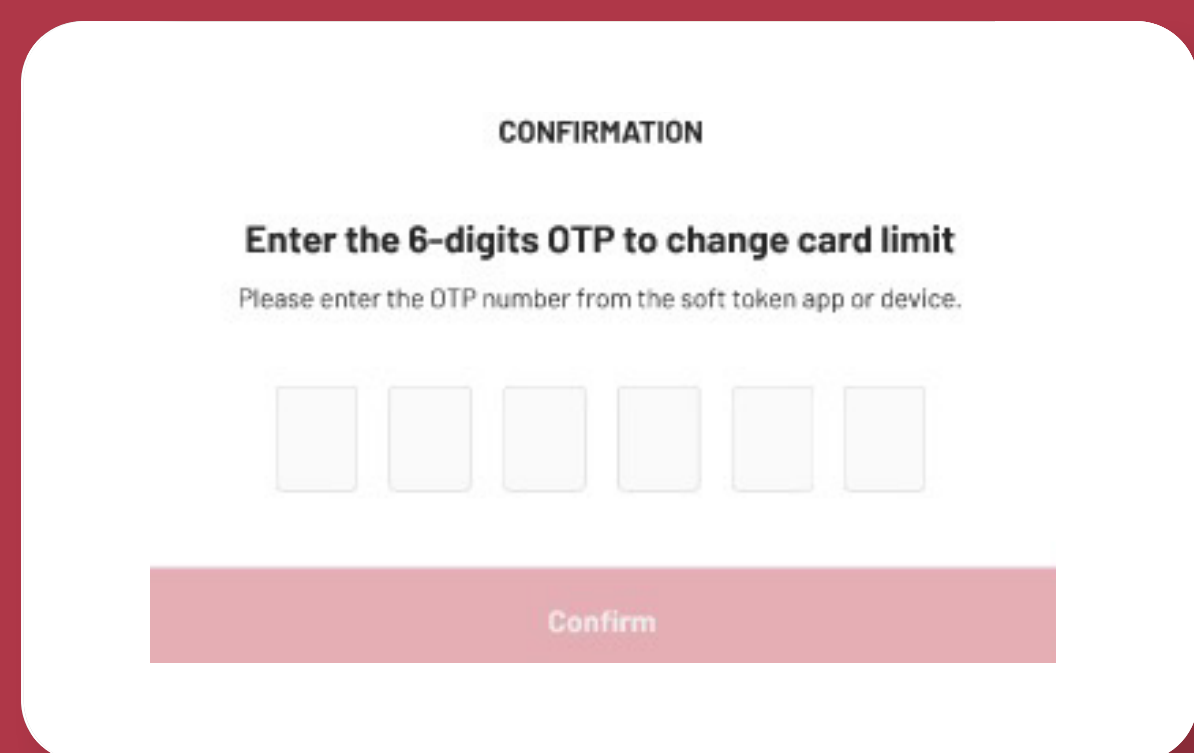 CONFIRMATION
Enter the 6-digits OTP to change card limit
Please enter the OTP number from the soft token app or device.
Confirm